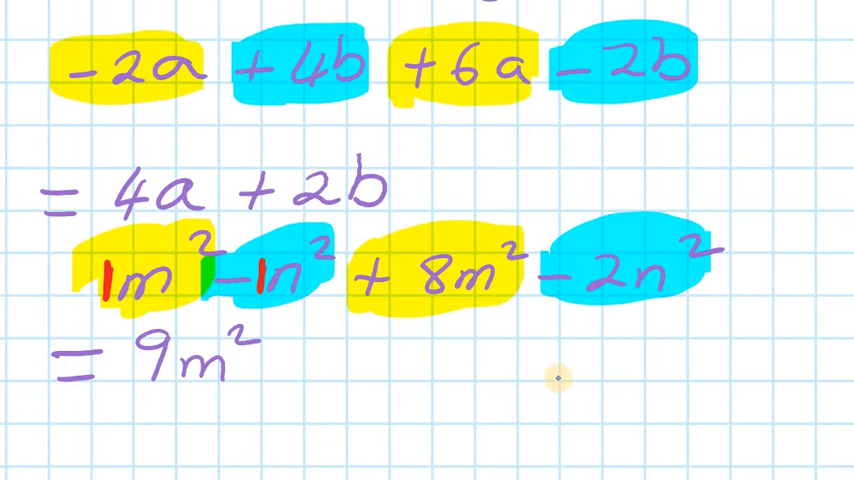 - 2a + 4b + 6a - 2b
= 4a + 2b
1m² - 1n² + 8m² - 2n²
= 9m²